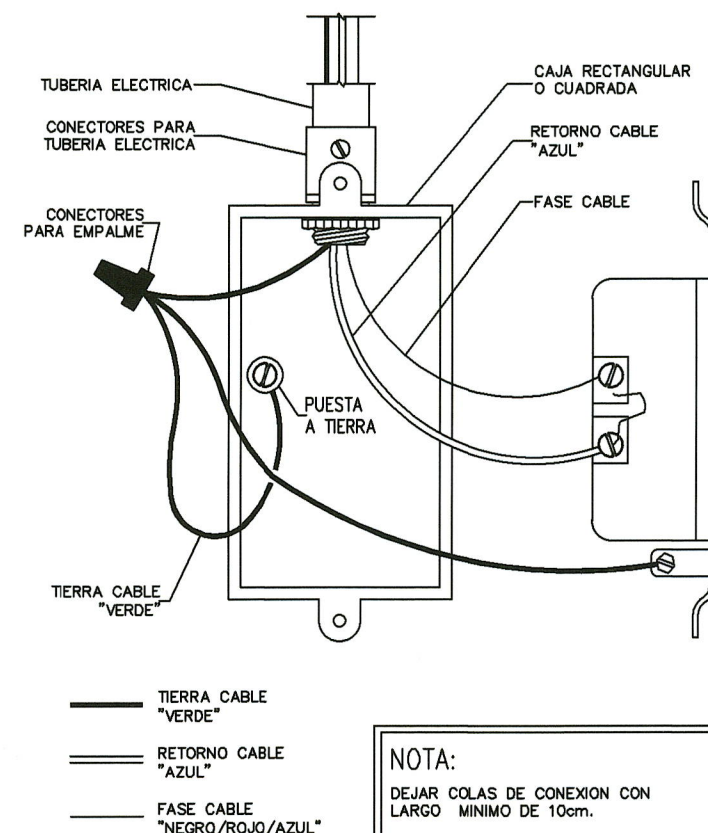 TUBERIA ELECTRICA
CONECTORES PARA
TUBERIA ELECTRICA
CONECTORES
PARA EMPALME
CAJA RECTANGULAR
O CUADRADA
RETORNO CABLE
"AZUL"
FASE CABLE
PUESTA
A TIERRA
TIERRA CABLE
"VERDE"
TIERRA CABLE
"VERDE"
RETORNO CABLE
"AZUL"
FASE CABLE
"NEGRO/ROJO/AZUL"
NOTA:
DEJAR COLAS DE CONEXION CON
LARGO MINIMO DE 10cm.